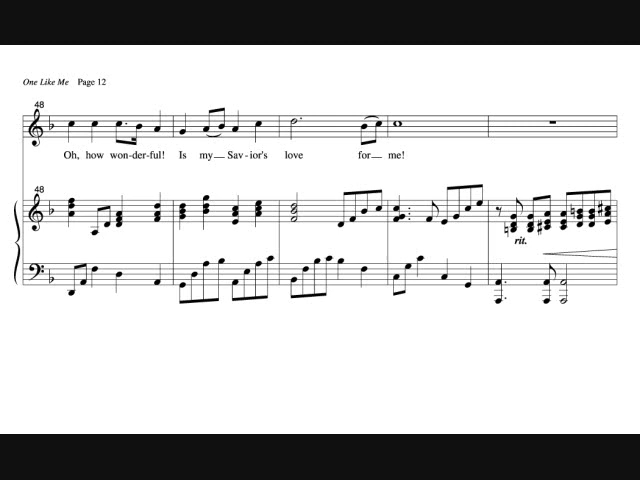 One Like Me Page 12
48
Oh, how won-der-ful! Is my Sav-ior's love for me!
48
rit.